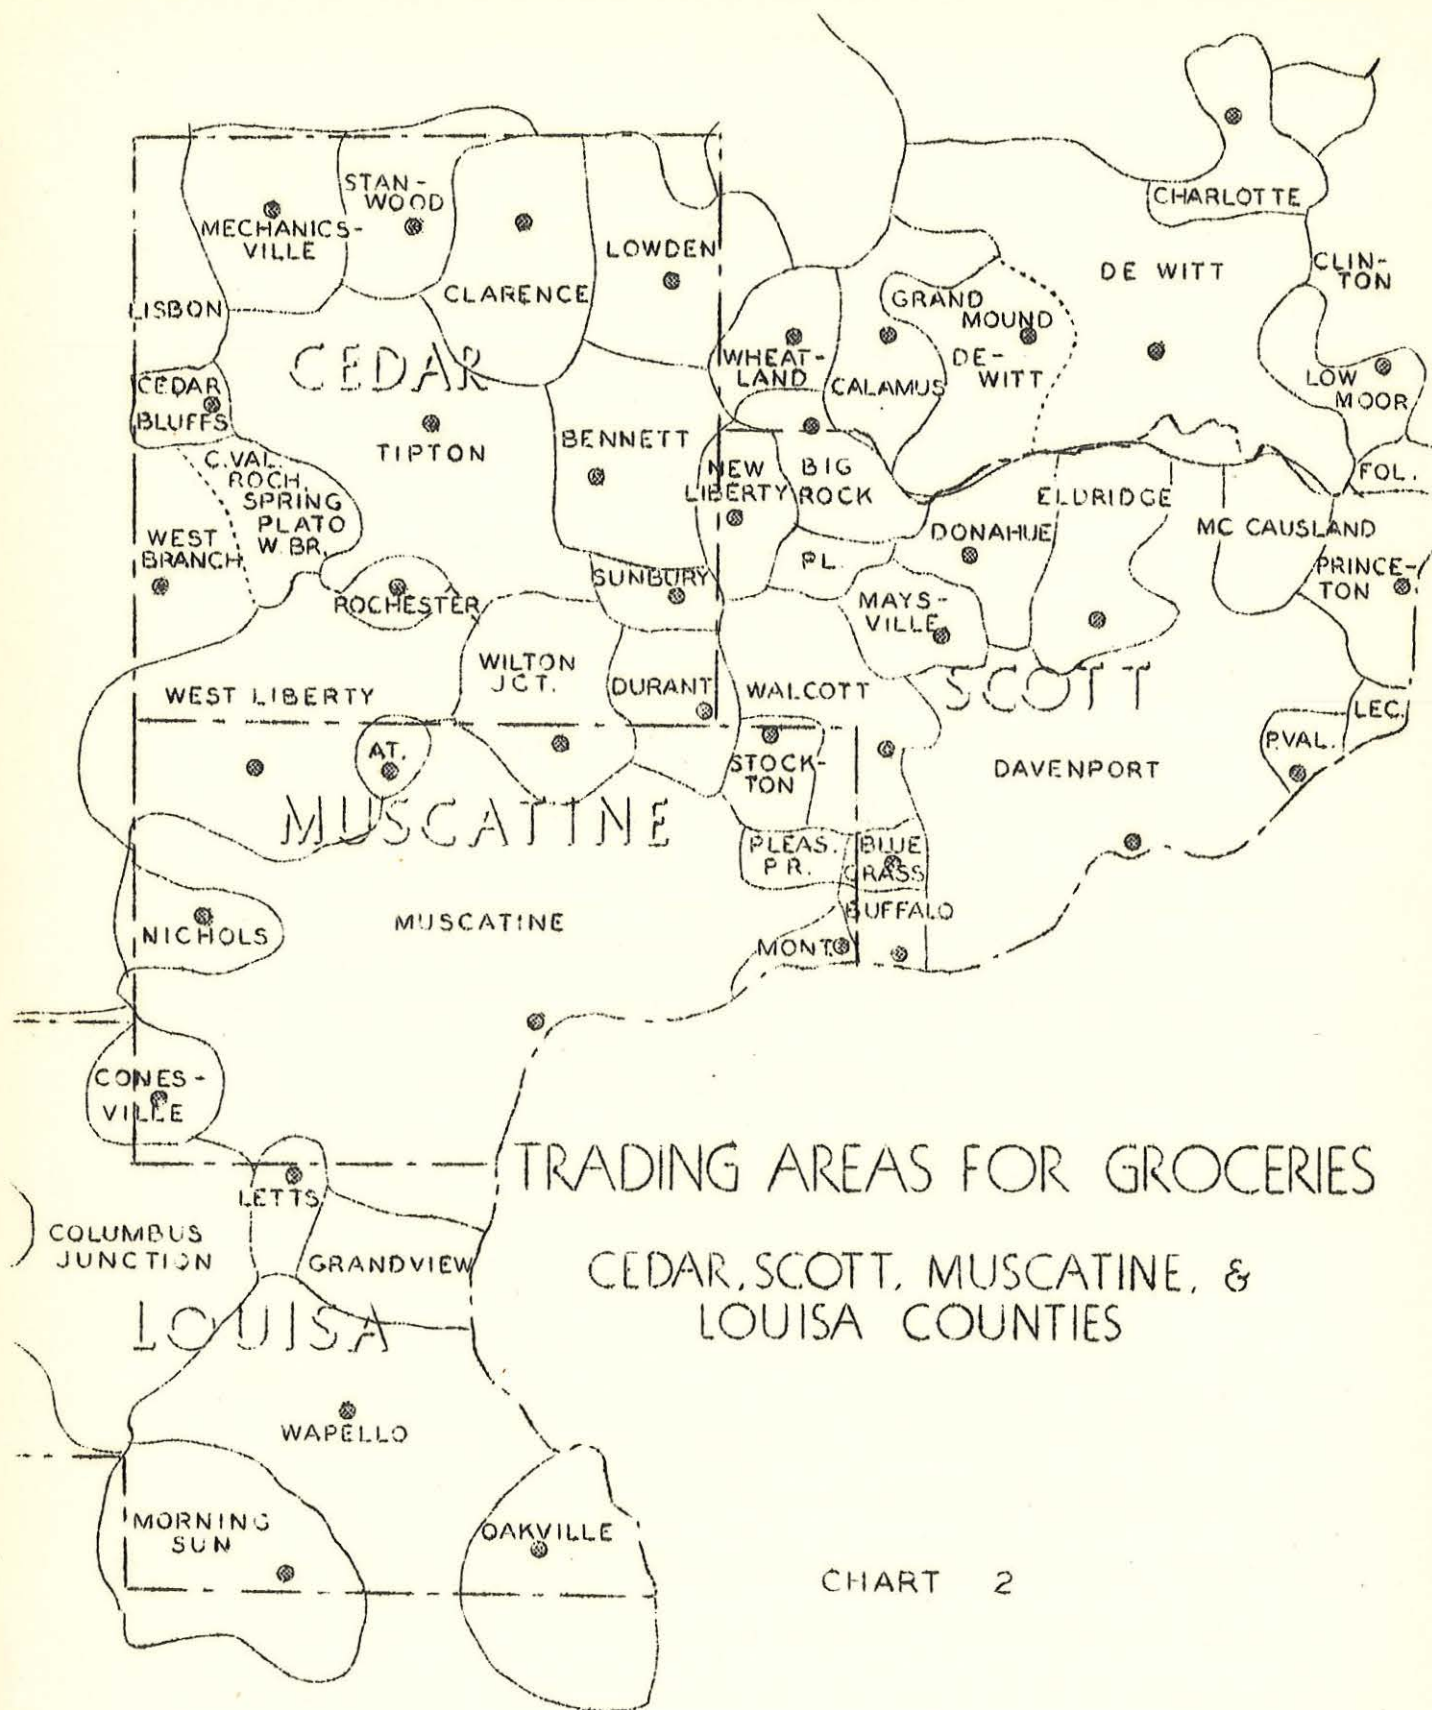 CHARLOTTE
STAN-
WOOD
MECHANICS-
VILLE
LOWDEN
CLARENCE
LISBON
DE WITT
CLIN-
TON
GRAND
MOUND
DE-
WITT
CEDAR
WHEAT-
LAND
CALAMUS
LOW
MOOR
CEDAR
BLUFFS
TIPTON
BENNETT
C. VAL.
ROCH.
SPRING
PLATO
W. BR.
NEW
LIBERTY
BIG
ROCK
FOL.
ELDRIDGE
WEST
BRANCH
DONAHUE
MC CAUSLAND
PL.
PRINCE-
TON
SUNBURY
ROCHESTER
MAYS-
VILLE
WILTON
JCT.
WEST LIBERTY
DURANT
WALCOTT
SCOTT
LEC.
P.VAL.
AT.
STOCK-
TON
DAVENPORT
MUSCATINE
PLEAS.
PR.
BLUE
GRASS
BUFFALO
NICHOLS
MUSCATINE
MONT.
CONES-
VILLE
TRADING AREAS FOR GROCERIES
CEDAR, SCOTT, MUSCATINE, &
LOUISA COUNTIES
LETTS
COLUMBUS
JUNCTION
GRANDVIEW
LOUISA
WAPELLO
MORNING
SUN
OAKVILLE
CHART 2